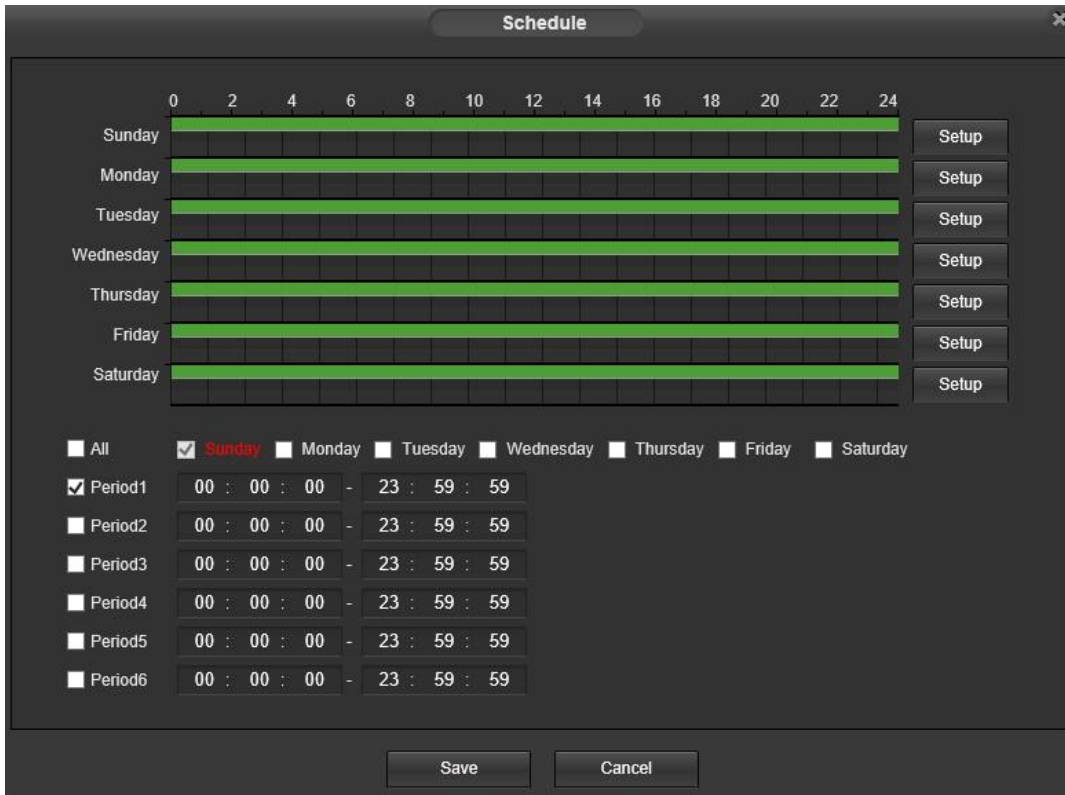 Schedule
0 2 4 6 8 10 12 14 16 18 20 22 24
Sunday Setup
Monday Setup
Tuesday Setup
Wednesday Setup
Thursday Setup
Friday Setup
Saturday Setup
All Sunday Monday Tuesday Wednesday Thursday Friday Saturday
Period1 00 : 00 : 00 - 23 : 59 : 59
Period2 00 : 00 : 00 - 23 : 59 : 59
Period3 00 : 00 : 00 - 23 : 59 : 59
Period4 00 : 00 : 00 - 23 : 59 : 59
Period5 00 : 00 : 00 - 23 : 59 : 59
Period6 00 : 00 : 00 - 23 : 59 : 59
Save Cancel